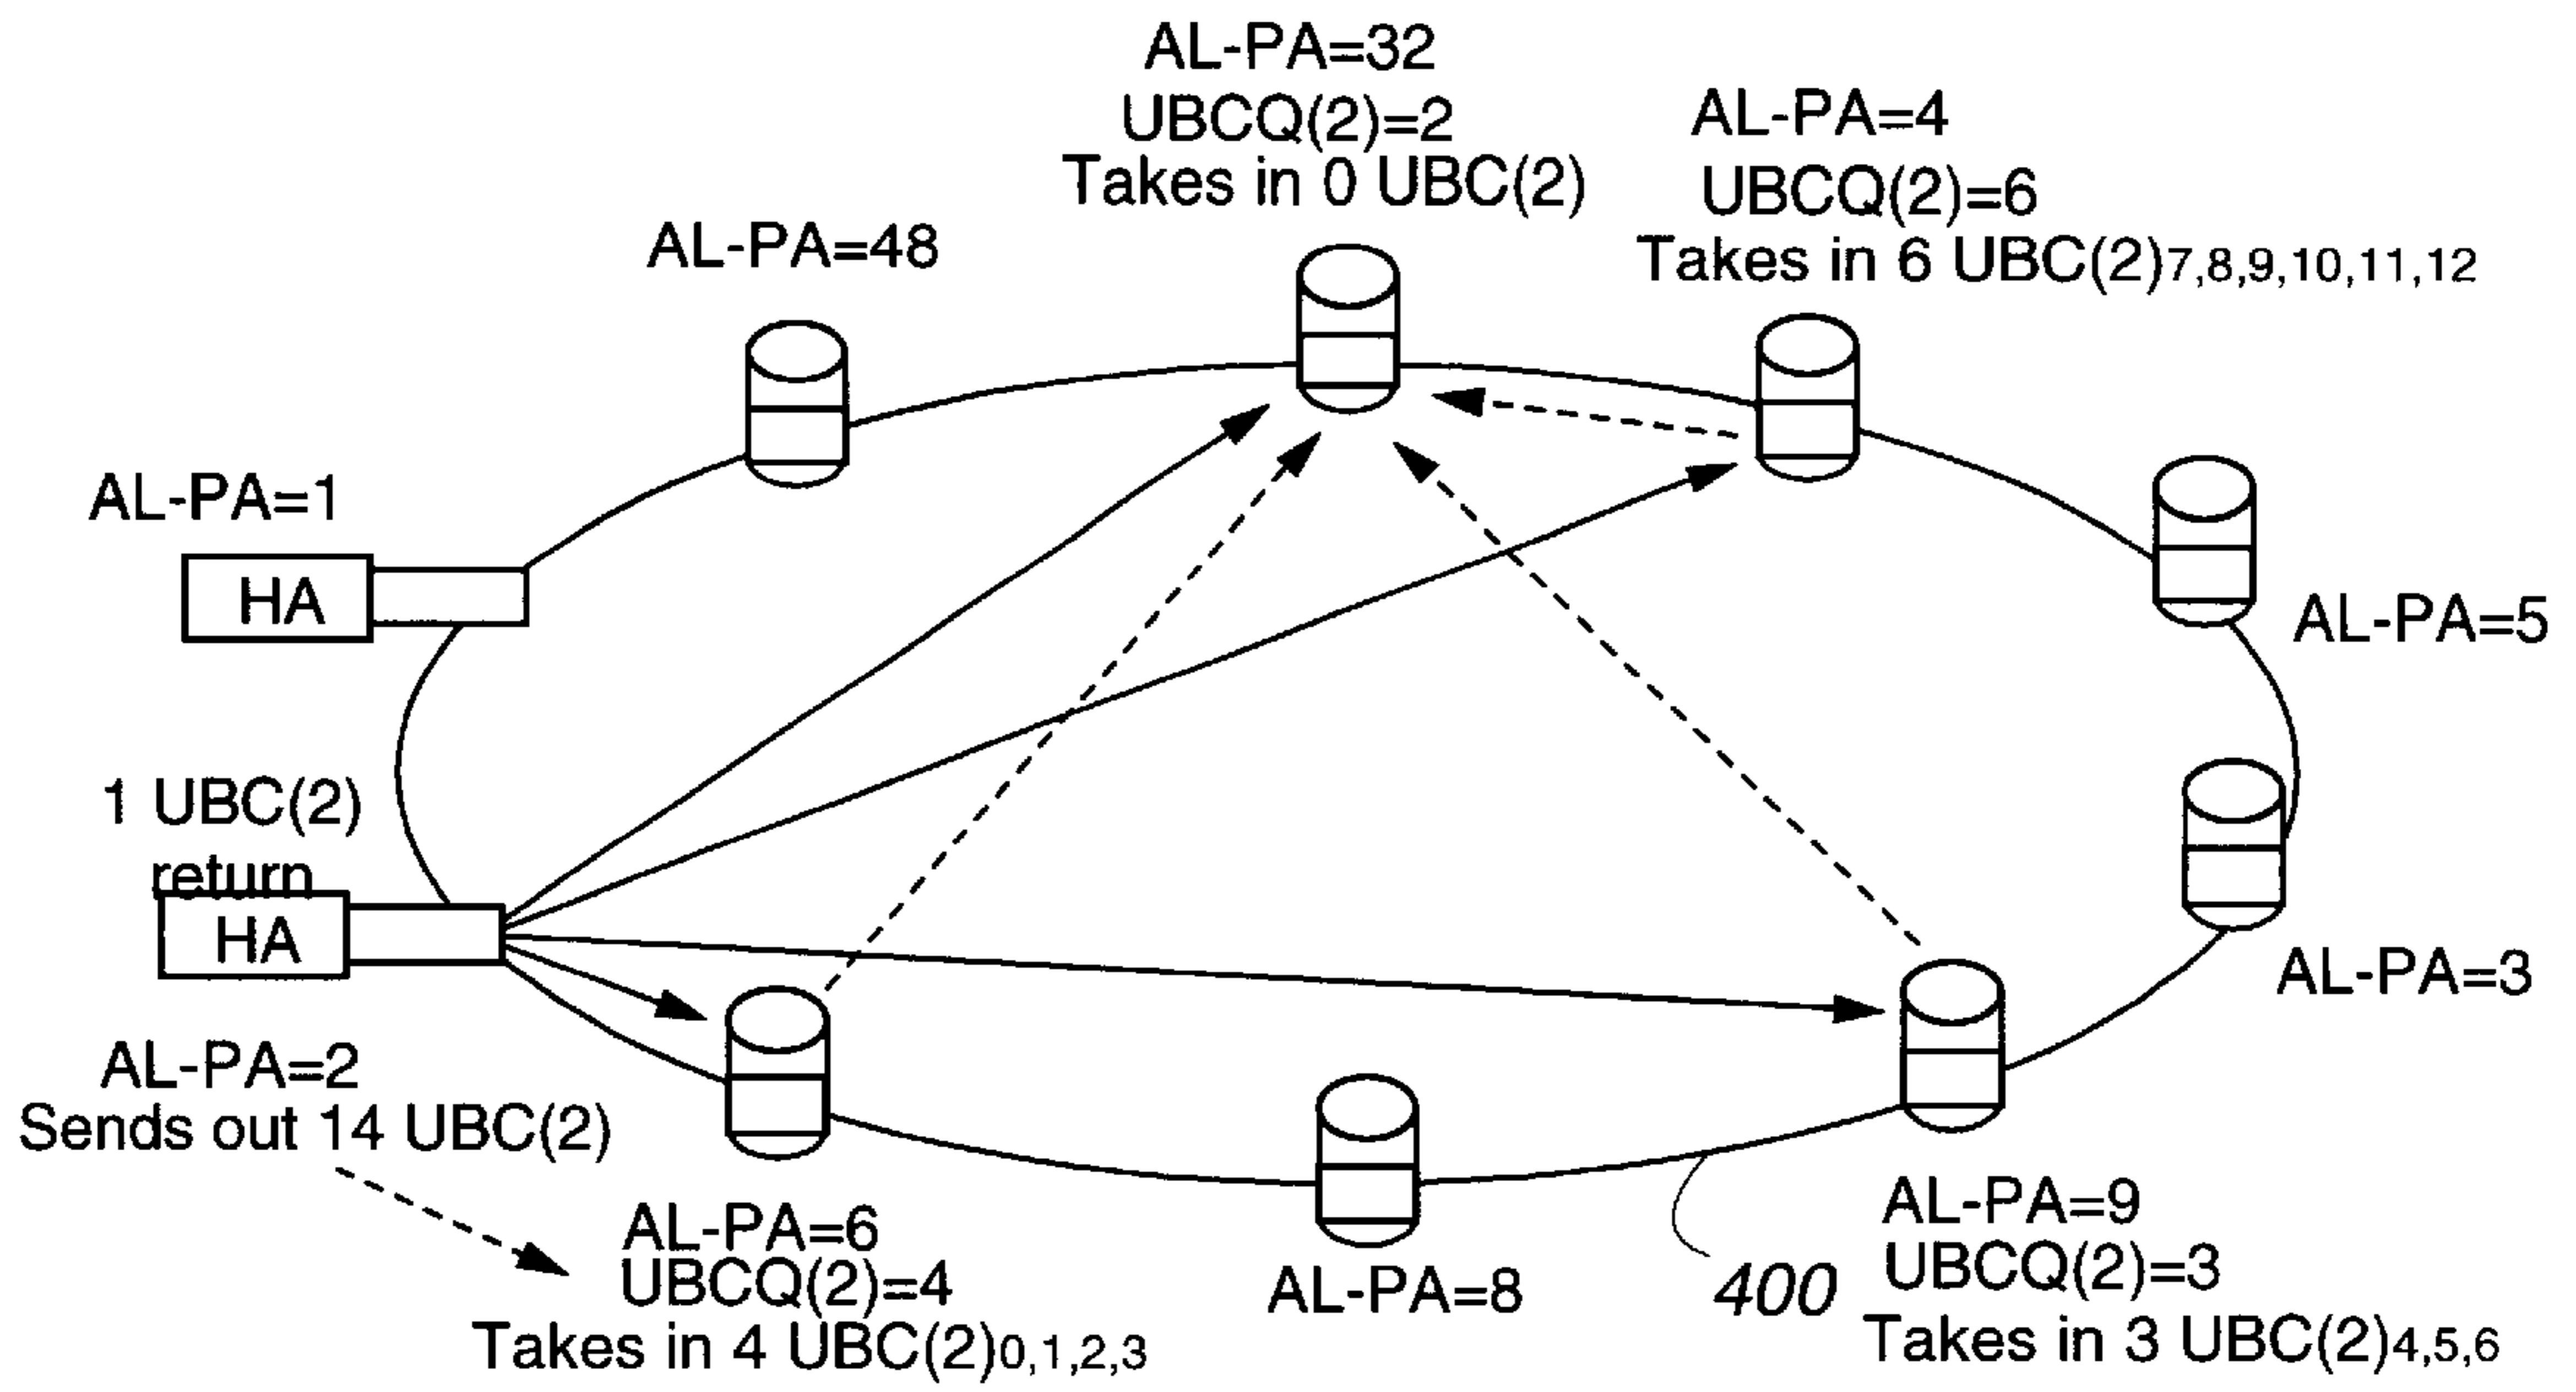 AL-PA=32
UBCQ(2)=2
Takes in 0 UBC(2)
AL-PA=4
UBCQ(2)=6
Takes in 6 UBC(2)7,8,9,10,11,12
AL-PA=48
AL-PA=1
HA
AL-PA=5
1 UBC(2)
return
HA
AL-PA=3
AL-PA=2
Sends out 14 UBC(2)
AL-PA=6
UBCQ(2)=4
Takes in 4 UBC(2)0,1,2,3
AL-PA=8
400
AL-PA=9
UBCQ(2)=3
Takes in 3 UBC(2)4,5,6